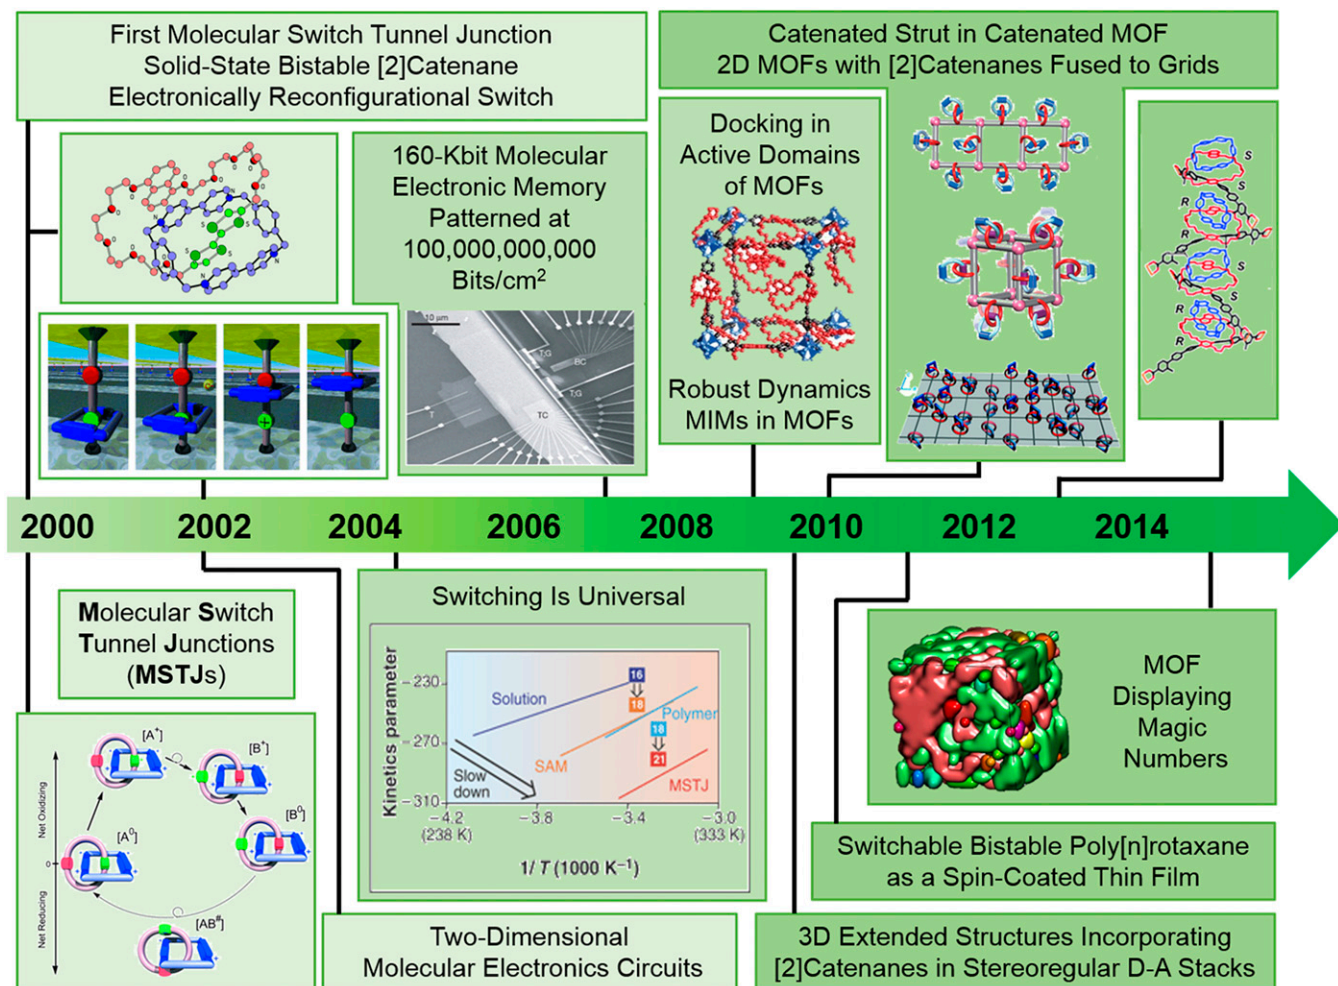 First Molecular Switch Tunnel Junction
Solid-State Bistable [2]Catenane
Electronically Reconfigurational Switch
160-Kbit Molecular
Electronic Memory
Patterned at
100,000,000,000
Bits/cm²
10 μm
T,G
BC
T,G
T
TC
Docking in
Active Domains
of MOFs
Robust Dynamics
MIMs in MOFs
Catenated Strut in Catenated MOF
2D MOFs with [2]Catenanes Fused to Grids
S
S
R
R
S
S
R
R
2000 2002 2004 2006 2008 2010 2012 2014
Molecular Switch
Tunnel Junctions
(MSTJs)
Net Oxidizing
0
Net Reducing
[A⁺]
[B⁺]
[A⁰]
[B⁰]
[AB#]
Switching Is Universal
Kinetics parameter
−230
−270
−310
Solution
16
18
Polymer
18
21
SAM
MSTJ
Slow
down
−4.2 −3.8 −3.4 −3.0
(238 K) (333 K)
1/ T (1000 K⁻¹)
Two-Dimensional
Molecular Electronics Circuits
MOF
Displaying
Magic
Numbers
Switchable Bistable Poly[n]rotaxane
as a Spin-Coated Thin Film
3D Extended Structures Incorporating
[2]Catenanes in Stereoregular D-A Stacks